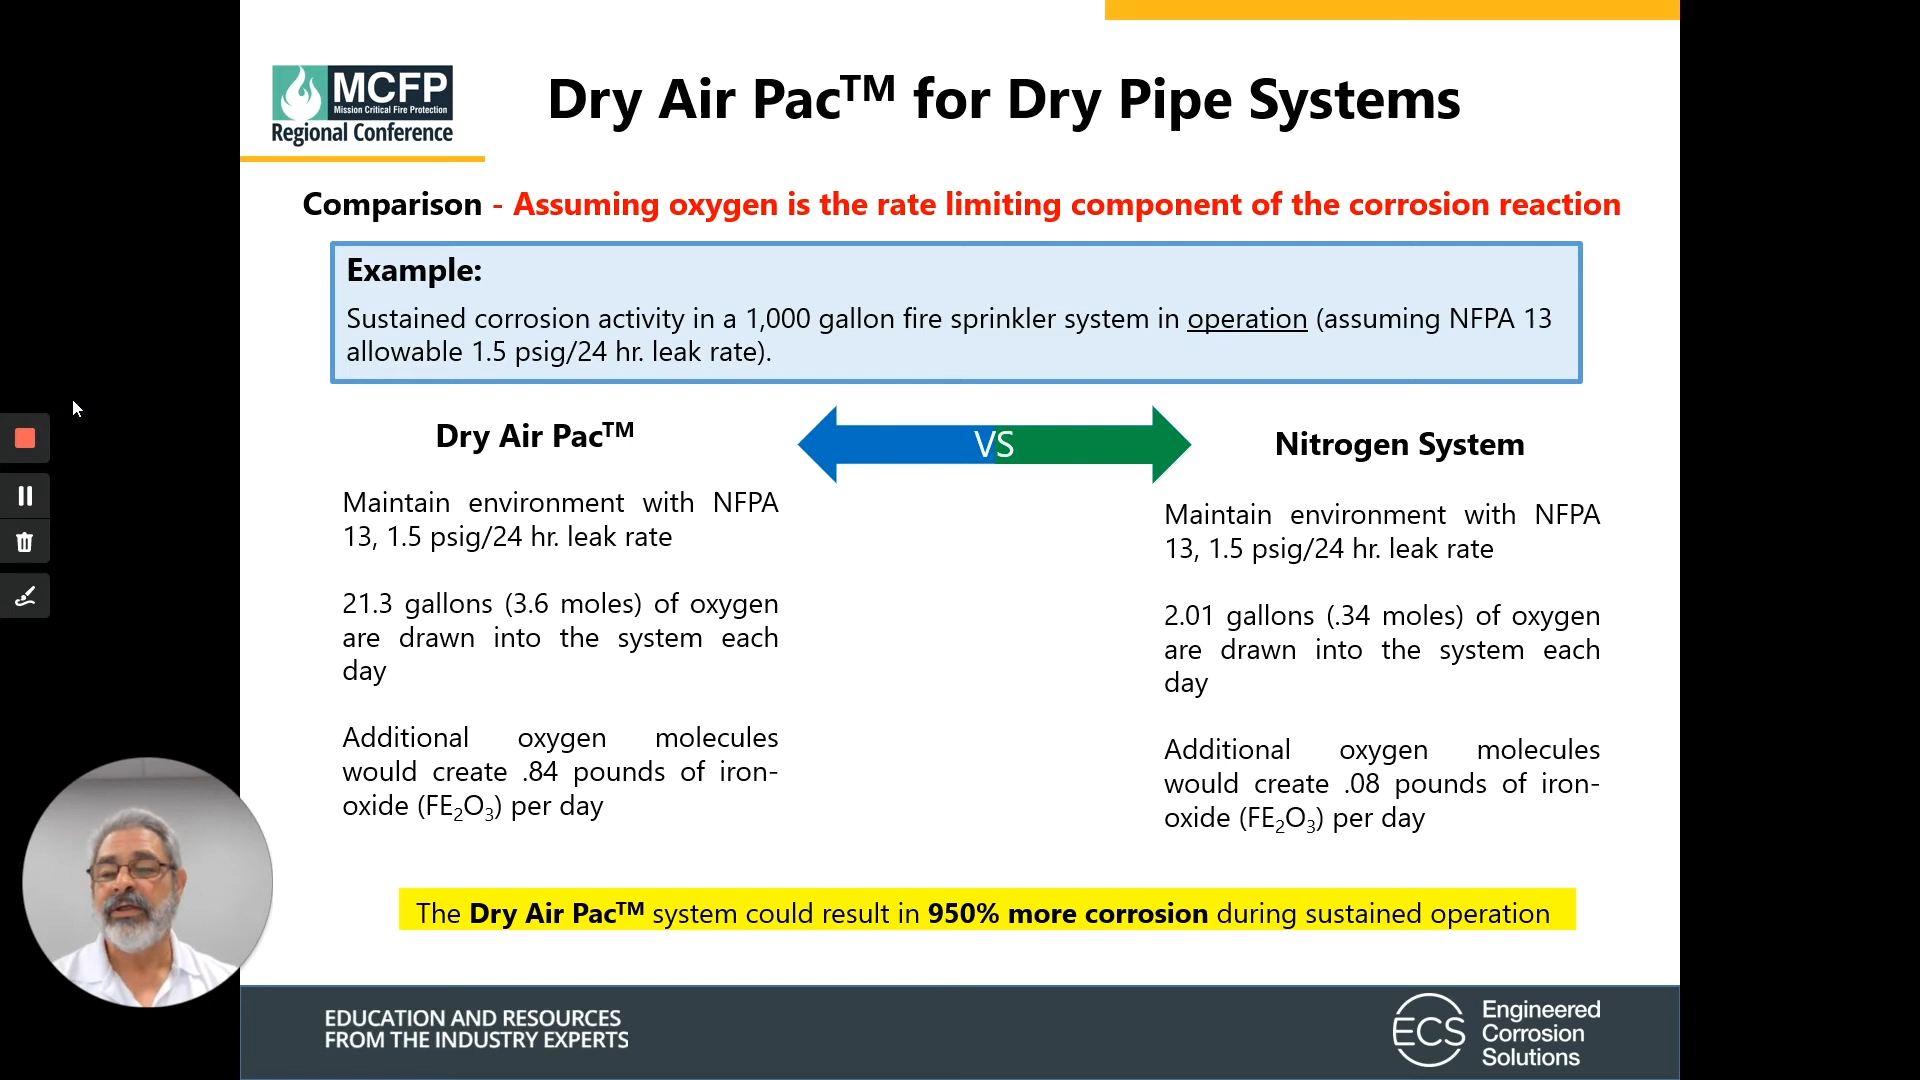 MCFP
Mission Critical Fire Protection
Regional Conference
Dry Air Pac™ for Dry Pipe Systems
Comparison - Assuming oxygen is the rate limiting component of the corrosion reaction
Example:
Sustained corrosion activity in a 1,000 gallon fire sprinkler system in operation (assuming NFPA 13
allowable 1.5 psig/24 hr. leak rate).
Dry Air Pac™
Maintain environment with NFPA
13, 1.5 psig/24 hr. leak rate
21.3 gallons (3.6 moles) of oxygen
are drawn into the system each
day
Additional oxygen molecules
would create .84 pounds of iron-
oxide (FE₂O₃) per day
VS
Nitrogen System
Maintain environment with NFPA
13, 1.5 psig/24 hr. leak rate
2.01 gallons (.34 moles) of oxygen
are drawn into the system each
day
Additional oxygen molecules
would create .08 pounds of iron-
oxide (FE₂O₃) per day
The Dry Air Pac™ system could result in 950% more corrosion during sustained operation
EDUCATION AND RESOURCES
FROM THE INDUSTRY EXPERTS
ECS
Engineered
Corrosion
Solutions